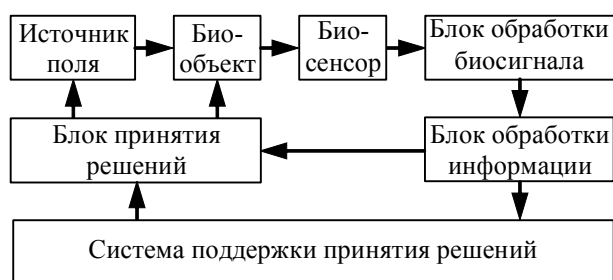 Источник
поля
Био-
объект
Био-
сенсор
Блок обработки
биосигнала
Блок принятия
решений
Блок обработки
информации
Система поддержки принятия решений